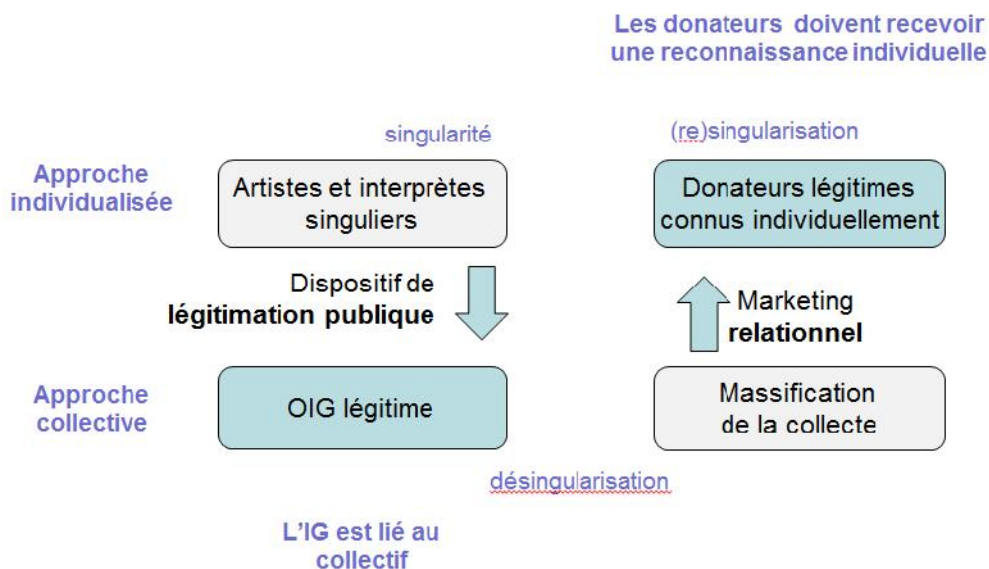 Les donateurs doivent recevoir
une reconnaissance individuelle
singularité
(re)singularisation
Approche
individualisée
Artistes et interprètes
singuliers
Donateurs légitimes
connus individuellement
Dispositif de
légitimation publique
Marketing
relationnel
Approche
collective
OIG légitime
Massification
de la collecte
désingularisation
L'IG est lié au
collectif